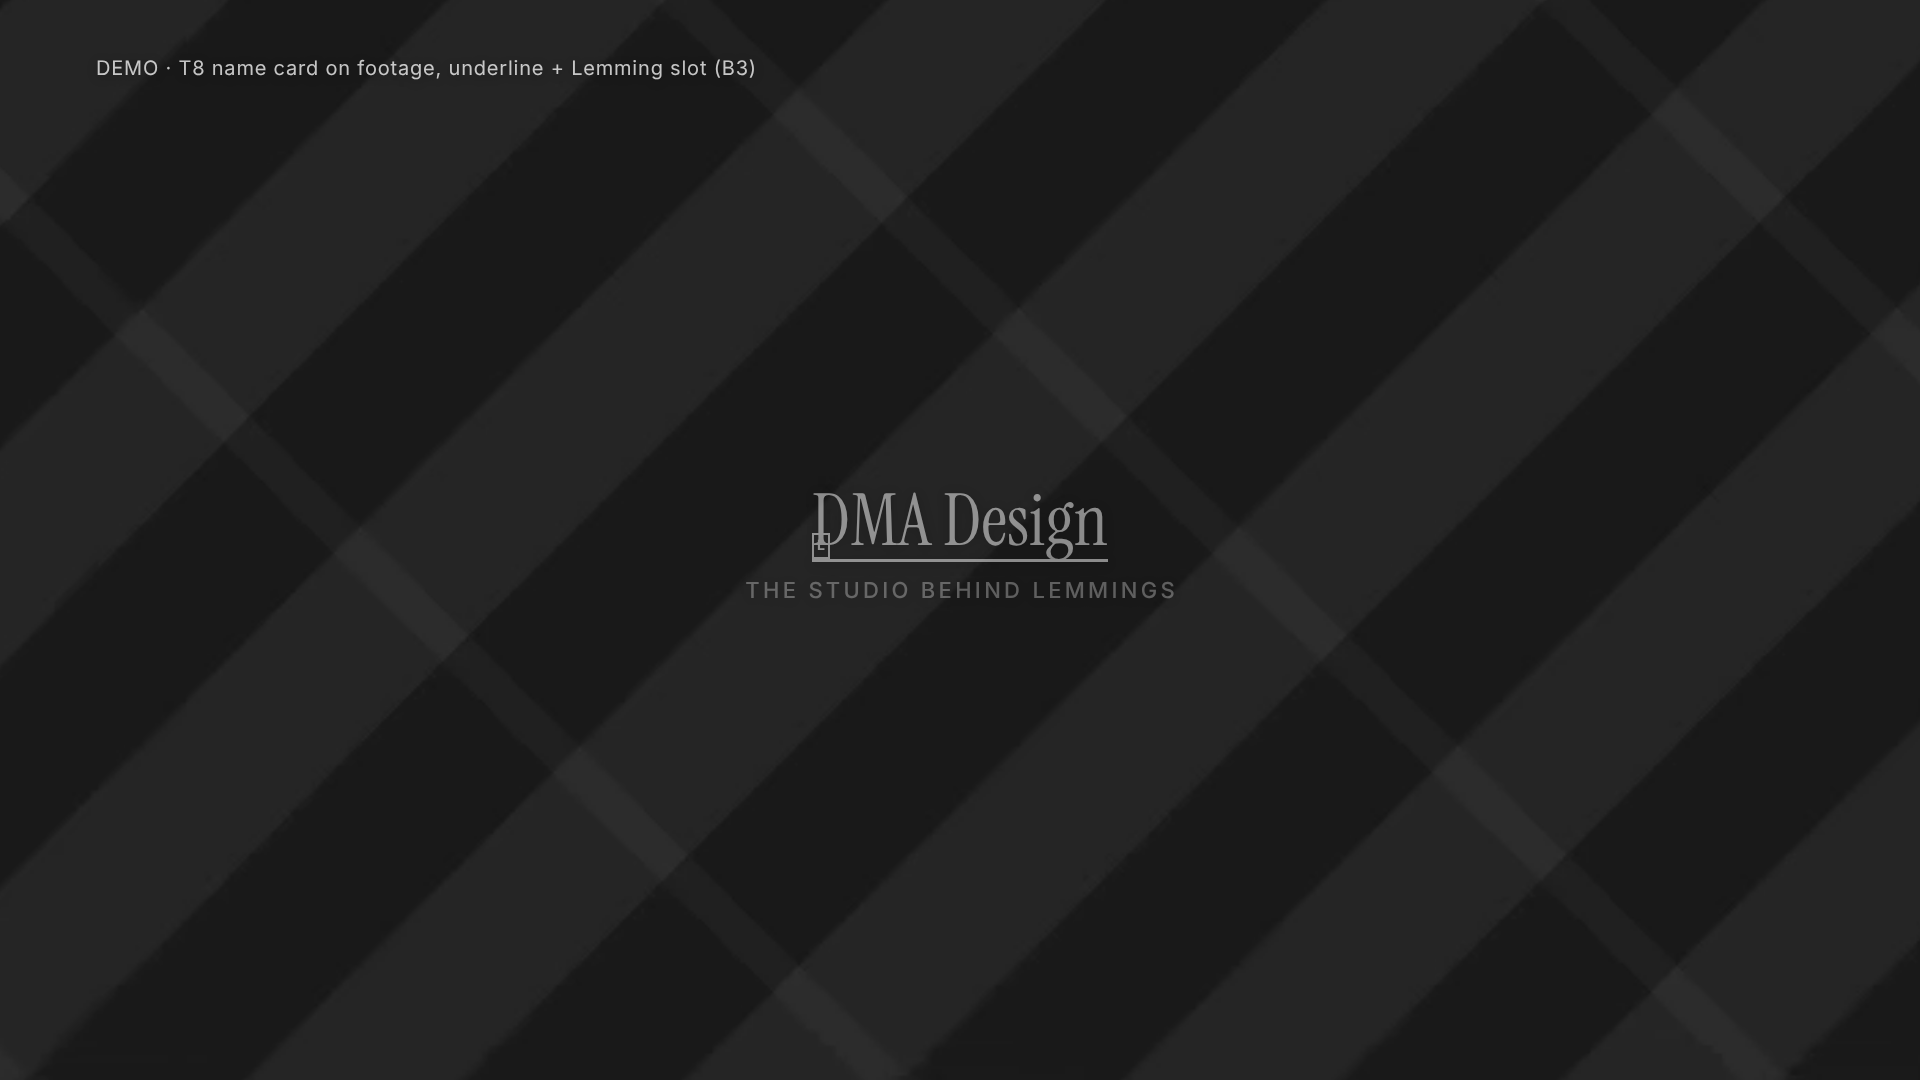 DEMO · T8 name card on footage, underline + Lemming slot (B3)
DMA Design
L
THE STUDIO BEHIND LEMMINGS